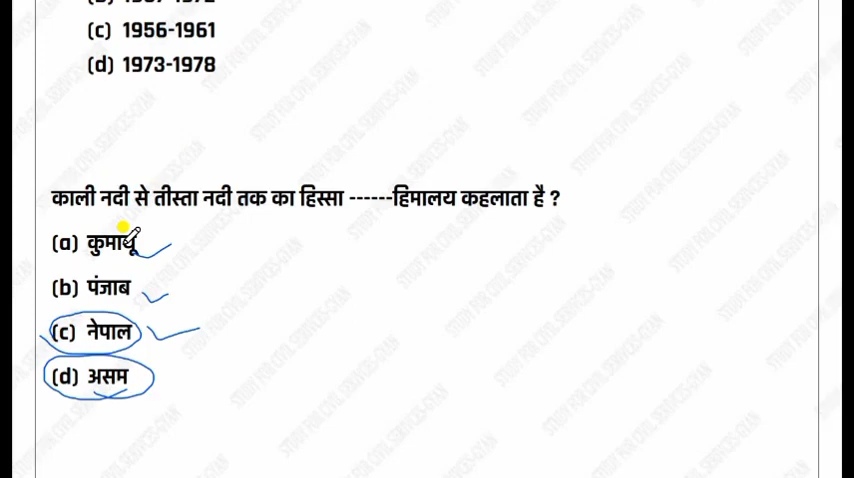 (c) 1956-1961
(d) 1973-1978
काली नदी से तीस्ता नदी तक का हिस्सा ------हिमालय कहलाता है ?
(a) कुमायूं
(b) पंजाब
(c) नेपाल
(d) असम